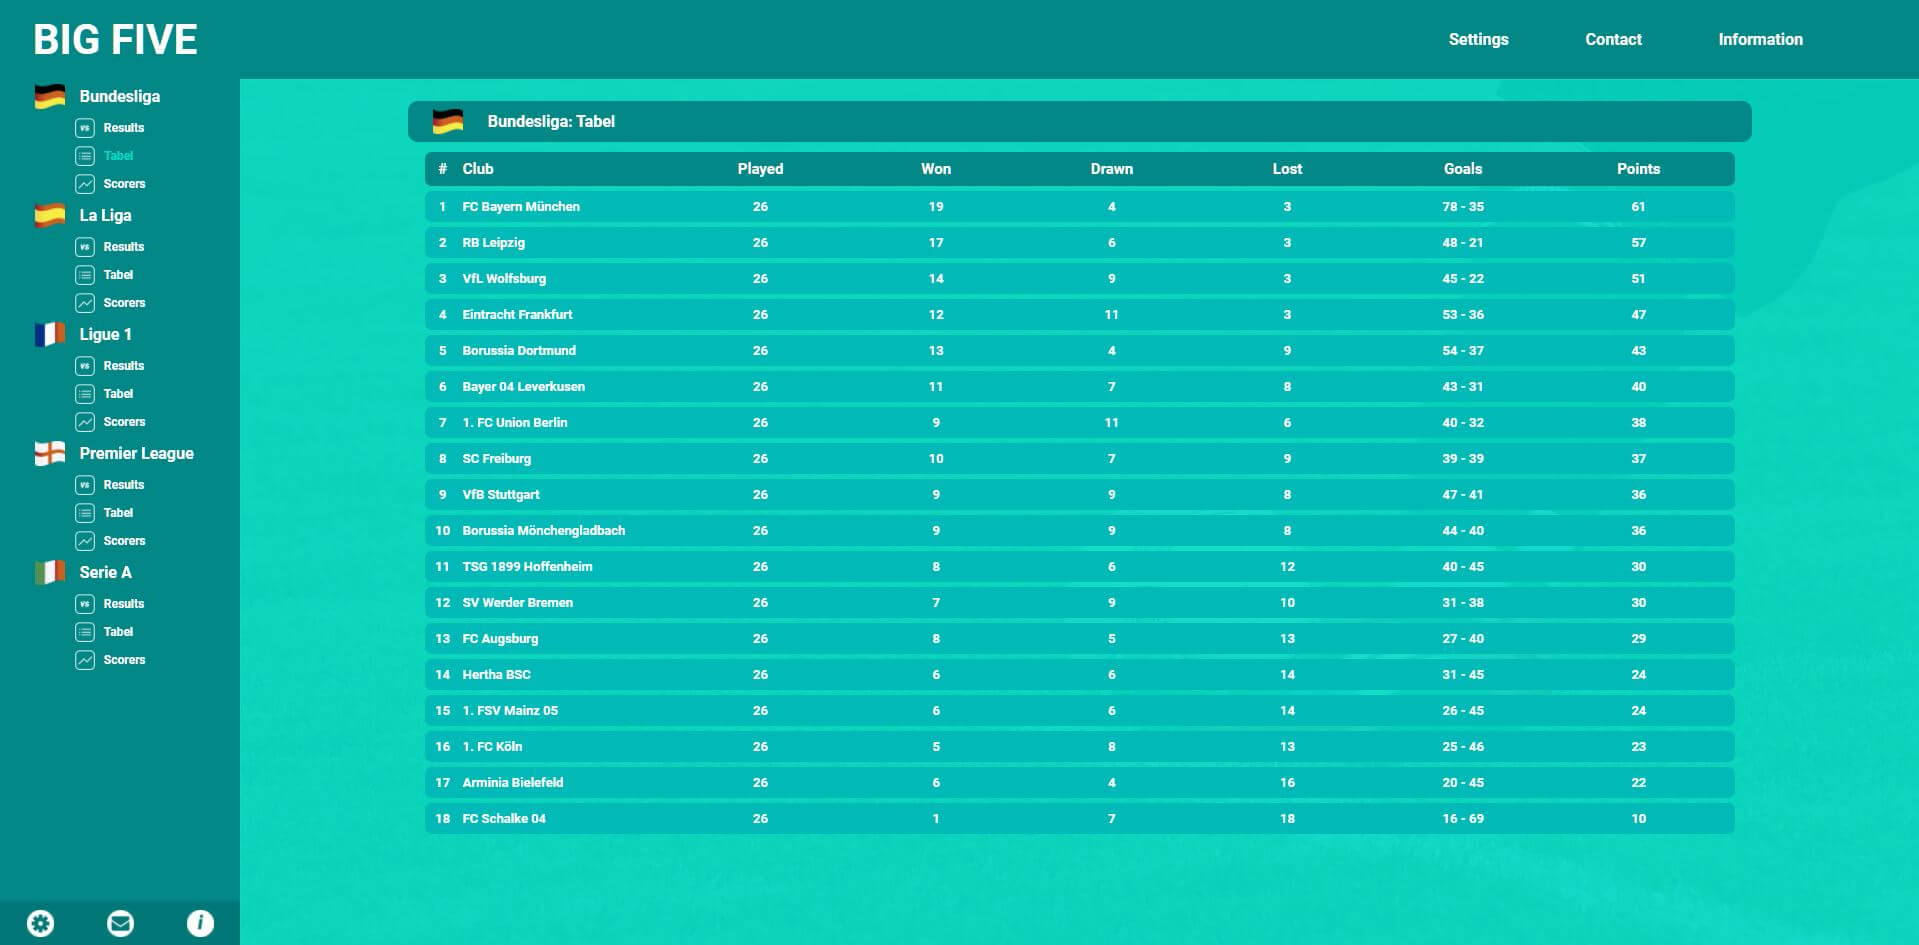 BIG FIVE
Settings Contact Information
Bundesliga
vs Results
Tabel
Scorers
La Liga
vs Results
Tabel
Scorers
Ligue 1
vs Results
Tabel
Scorers
Premier League
vs Results
Tabel
Scorers
Serie A
vs Results
Tabel
Scorers
i
Bundesliga: Tabel
# Club Played Won Drawn Lost Goals Points
1 FC Bayern München 26 19 4 3 78 - 35 61
2 RB Leipzig 26 17 6 3 48 - 21 57
3 VfL Wolfsburg 26 14 9 3 45 - 22 51
4 Eintracht Frankfurt 26 12 11 3 53 - 36 47
5 Borussia Dortmund 26 13 4 9 54 - 37 43
6 Bayer 04 Leverkusen 26 11 7 8 43 - 31 40
7 1. FC Union Berlin 26 9 11 6 40 - 32 38
8 SC Freiburg 26 10 7 9 39 - 39 37
9 VfB Stuttgart 26 9 9 8 47 - 41 36
10 Borussia Mönchengladbach 26 9 9 8 44 - 40 36
11 TSG 1899 Hoffenheim 26 8 6 12 40 - 45 30
12 SV Werder Bremen 26 7 9 10 31 - 38 30
13 FC Augsburg 26 8 5 13 27 - 40 29
14 Hertha BSC 26 6 6 14 31 - 45 24
15 1. FSV Mainz 05 26 6 6 14 26 - 45 24
16 1. FC Köln 26 5 8 13 25 - 46 23
17 Arminia Bielefeld 26 6 4 16 20 - 45 22
18 FC Schalke 04 26 1 7 18 16 - 69 10